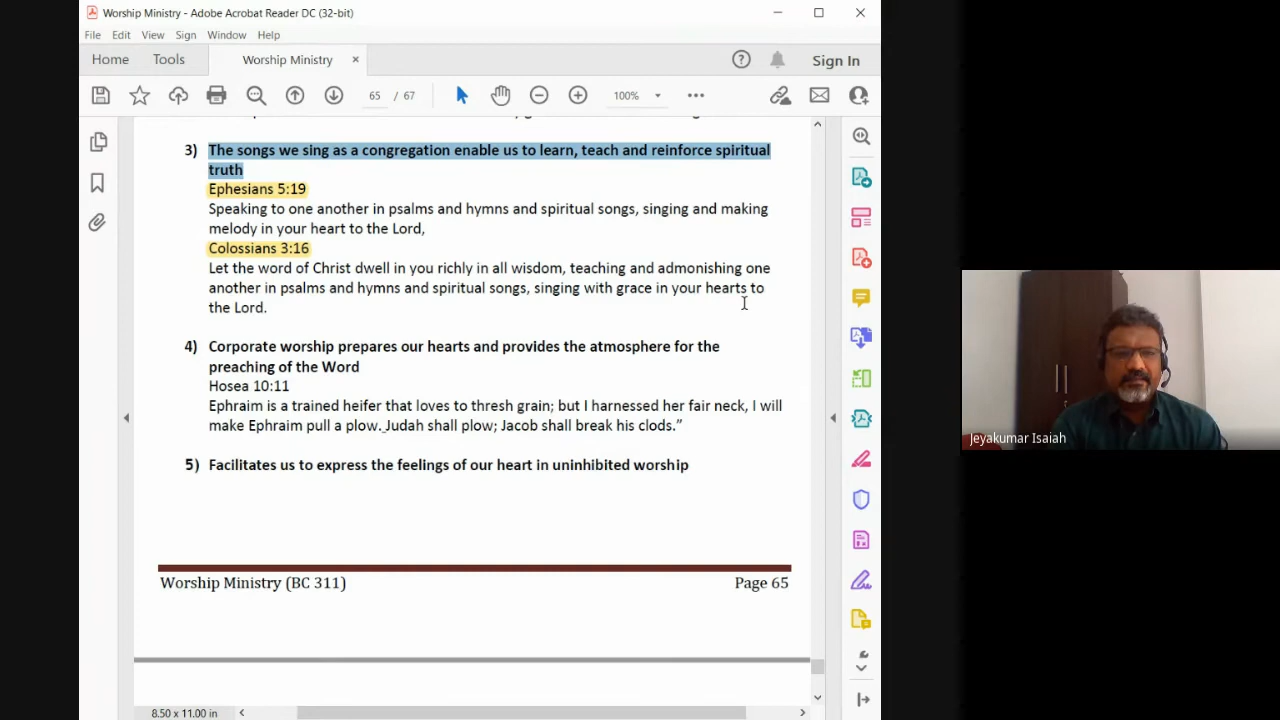 Worship Ministry - Adobe Acrobat Reader DC (32-bit)
File Edit View Sign Window Help
Home Tools Worship Ministry × Sign In
65 / 67 100%
3) The songs we sing as a congregation enable us to learn, teach and reinforce spiritual
truth
Ephesians 5:19
Speaking to one another in psalms and hymns and spiritual songs, singing and making
melody in your heart to the Lord,
Colossians 3:16
Let the word of Christ dwell in you richly in all wisdom, teaching and admonishing one
another in psalms and hymns and spiritual songs, singing with grace in your hearts to
the Lord.
4) Corporate worship prepares our hearts and provides the atmosphere for the
preaching of the Word
Hosea 10:11
Ephraim is a trained heifer that loves to thresh grain; but I harnessed her fair neck, I will
make Ephraim pull a plow. Judah shall plow; Jacob shall break his clods.”
5) Facilitates us to express the feelings of our heart in uninhibited worship
Worship Ministry (BC 311) Page 65
8.50 x 11.00 in
Jeyakumar Isaiah